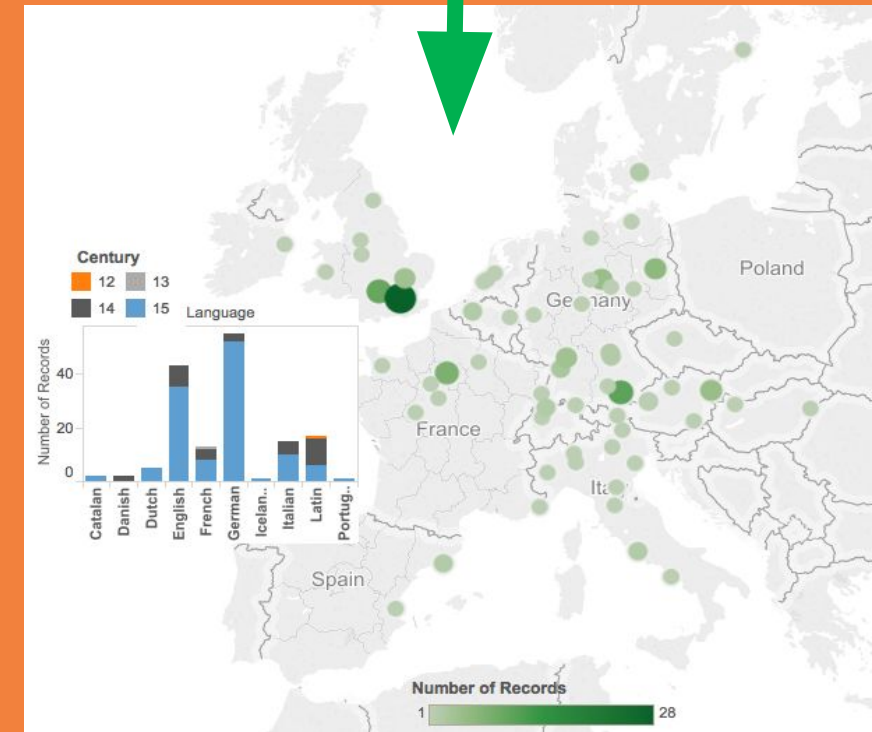 Century
12 13
14 15
Language
Number of Records
40
20
0
Catalan
Danish
Dutch
English
French
German
Icelan..
Italian
Latin
Portug..
Poland
Germany
France
Spain
Number of Records
1 28